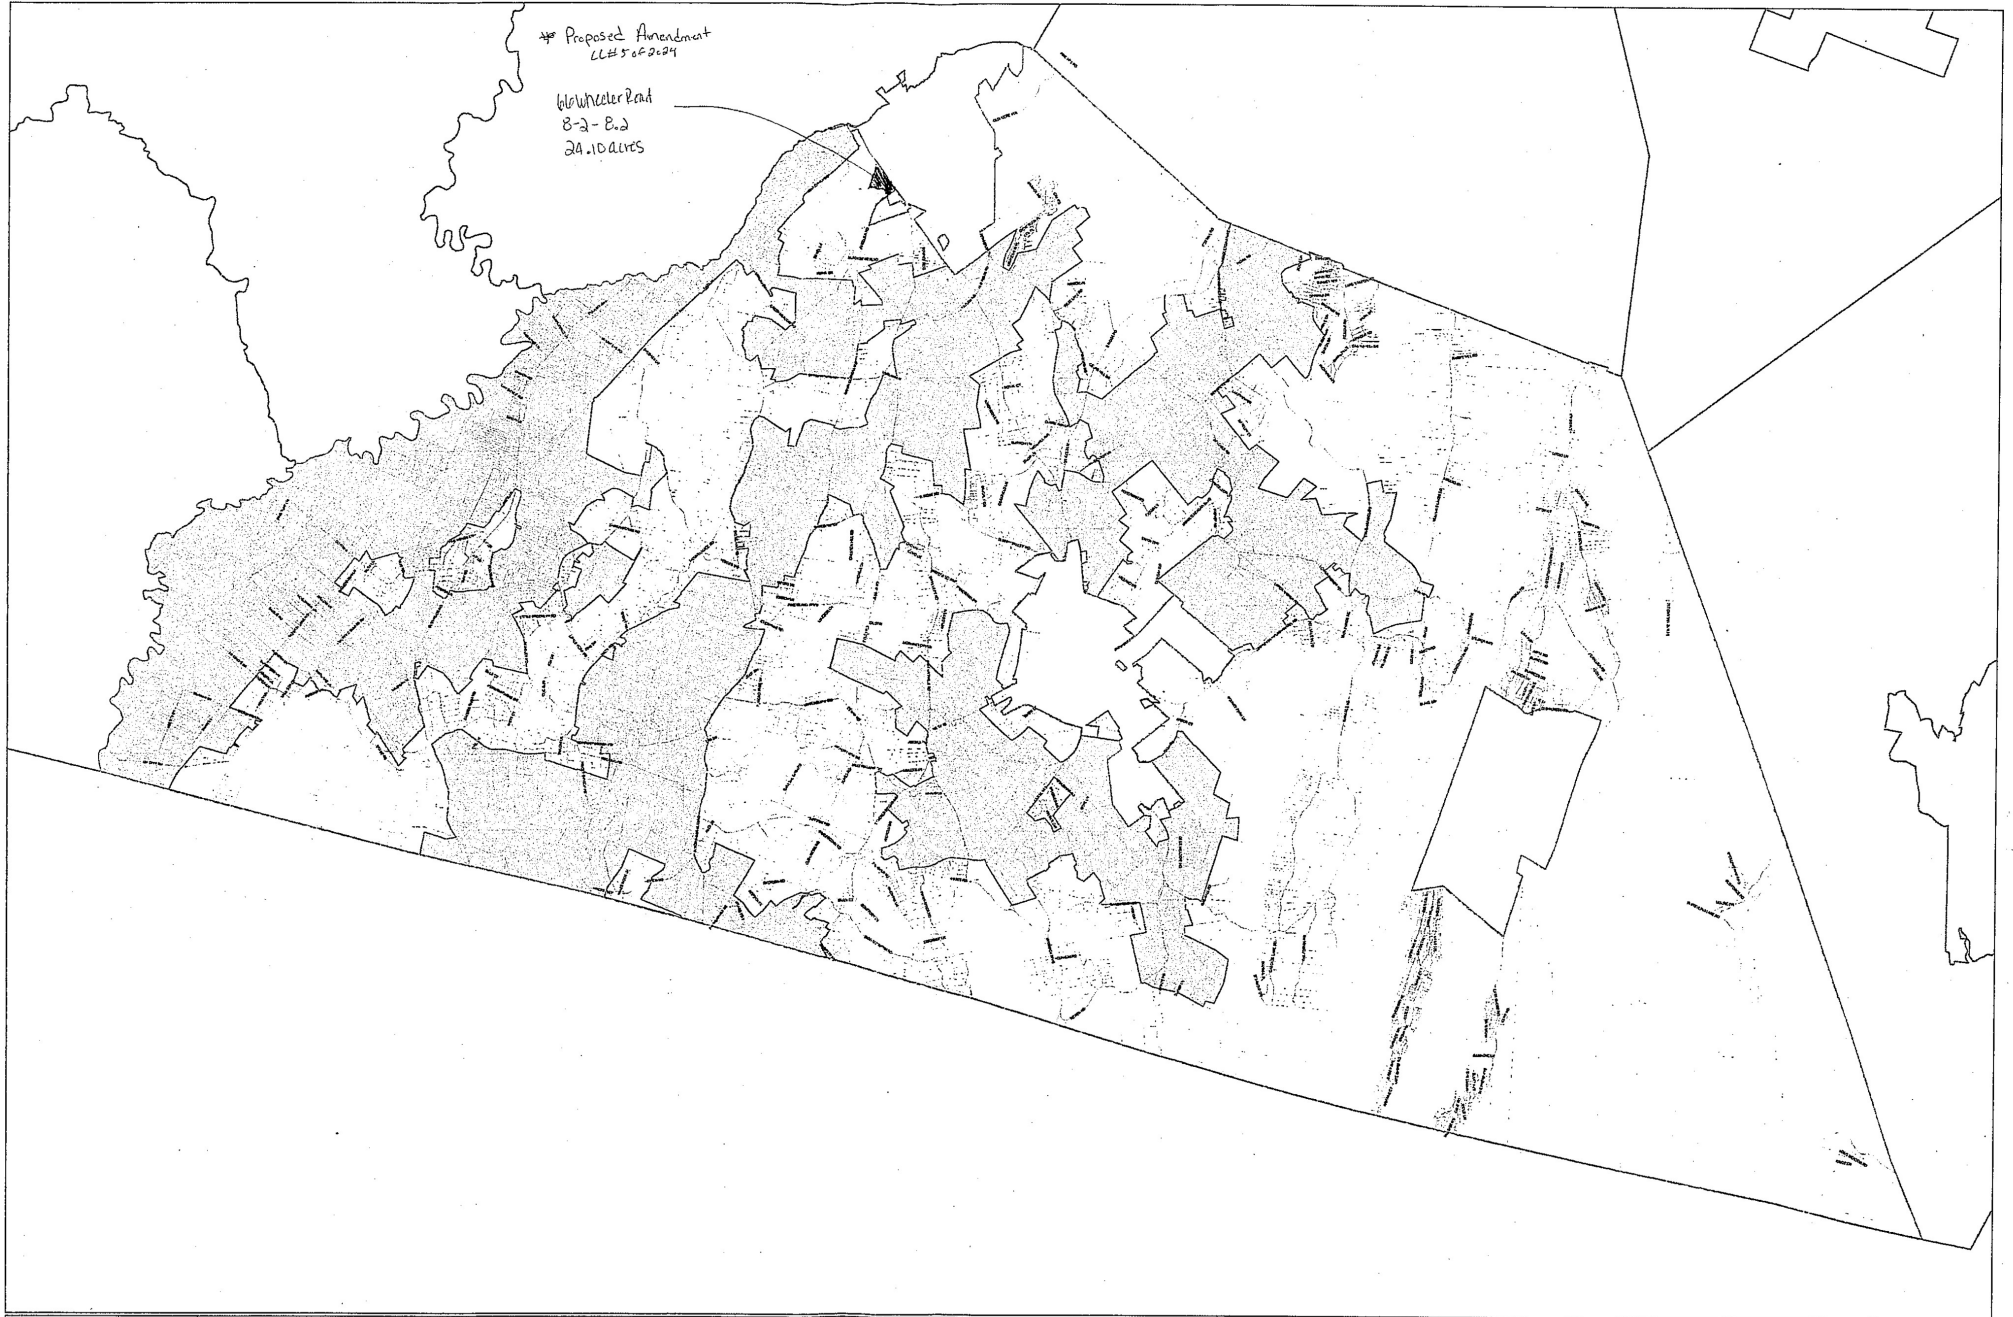 * Proposed Amendment
LL#5 of 2024
66 Wheeler Road
8-2-8.2
24.10 acres